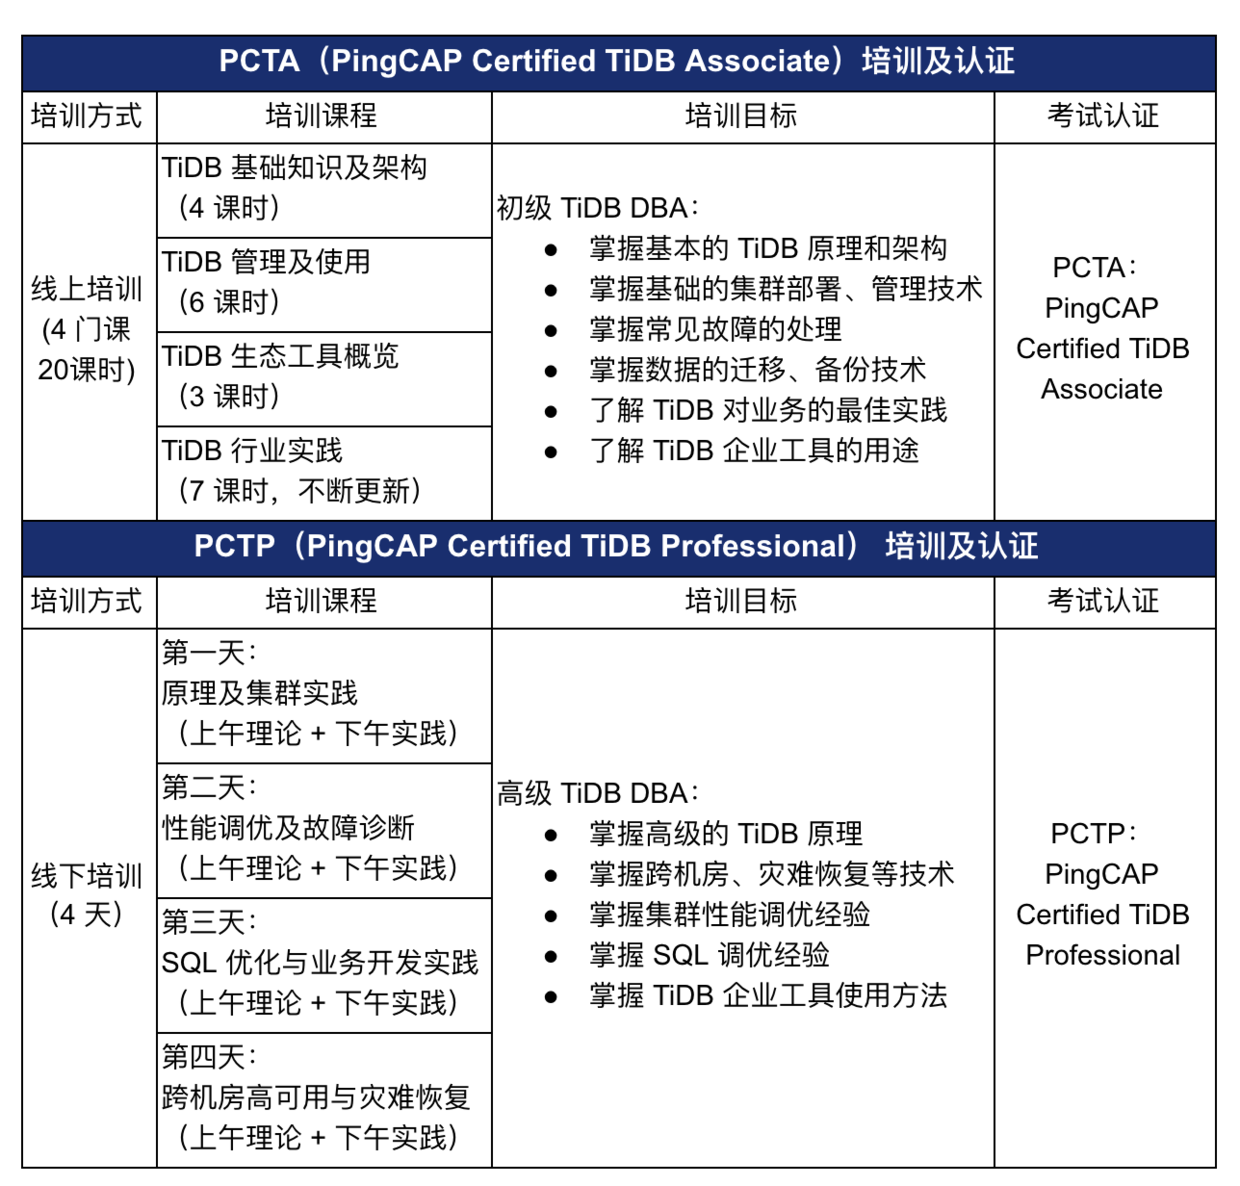 PCTA（PingCAP Certified TiDB Associate）培训及认证
培训方式
培训课程
培训目标
考试认证
线上培训
(4 门课
20课时)
TiDB 基础知识及架构
（4 课时）
TiDB 管理及使用
（6 课时）
TiDB 生态工具概览
（3 课时）
TiDB 行业实践
（7 课时，不断更新）
初级 TiDB DBA：
● 掌握基本的 TiDB 原理和架构
● 掌握基础的集群部署、管理技术
● 掌握常见故障的处理
● 掌握数据的迁移、备份技术
● 了解 TiDB 对业务的最佳实践
● 了解 TiDB 企业工具的用途
PCTA：
PingCAP
Certified TiDB
Associate
PCTP（PingCAP Certified TiDB Professional） 培训及认证
培训方式
培训课程
培训目标
考试认证
线下培训
（4 天）
第一天：
原理及集群实践
（上午理论 + 下午实践）
第二天：
性能调优及故障诊断
（上午理论 + 下午实践）
第三天：
SQL 优化与业务开发实践
（上午理论 + 下午实践）
第四天：
跨机房高可用与灾难恢复
（上午理论 + 下午实践）
高级 TiDB DBA：
● 掌握高级的 TiDB 原理
● 掌握跨机房、灾难恢复等技术
● 掌握集群性能调优经验
● 掌握 SQL 调优经验
● 掌握 TiDB 企业工具使用方法
PCTP：
PingCAP
Certified TiDB
Professional